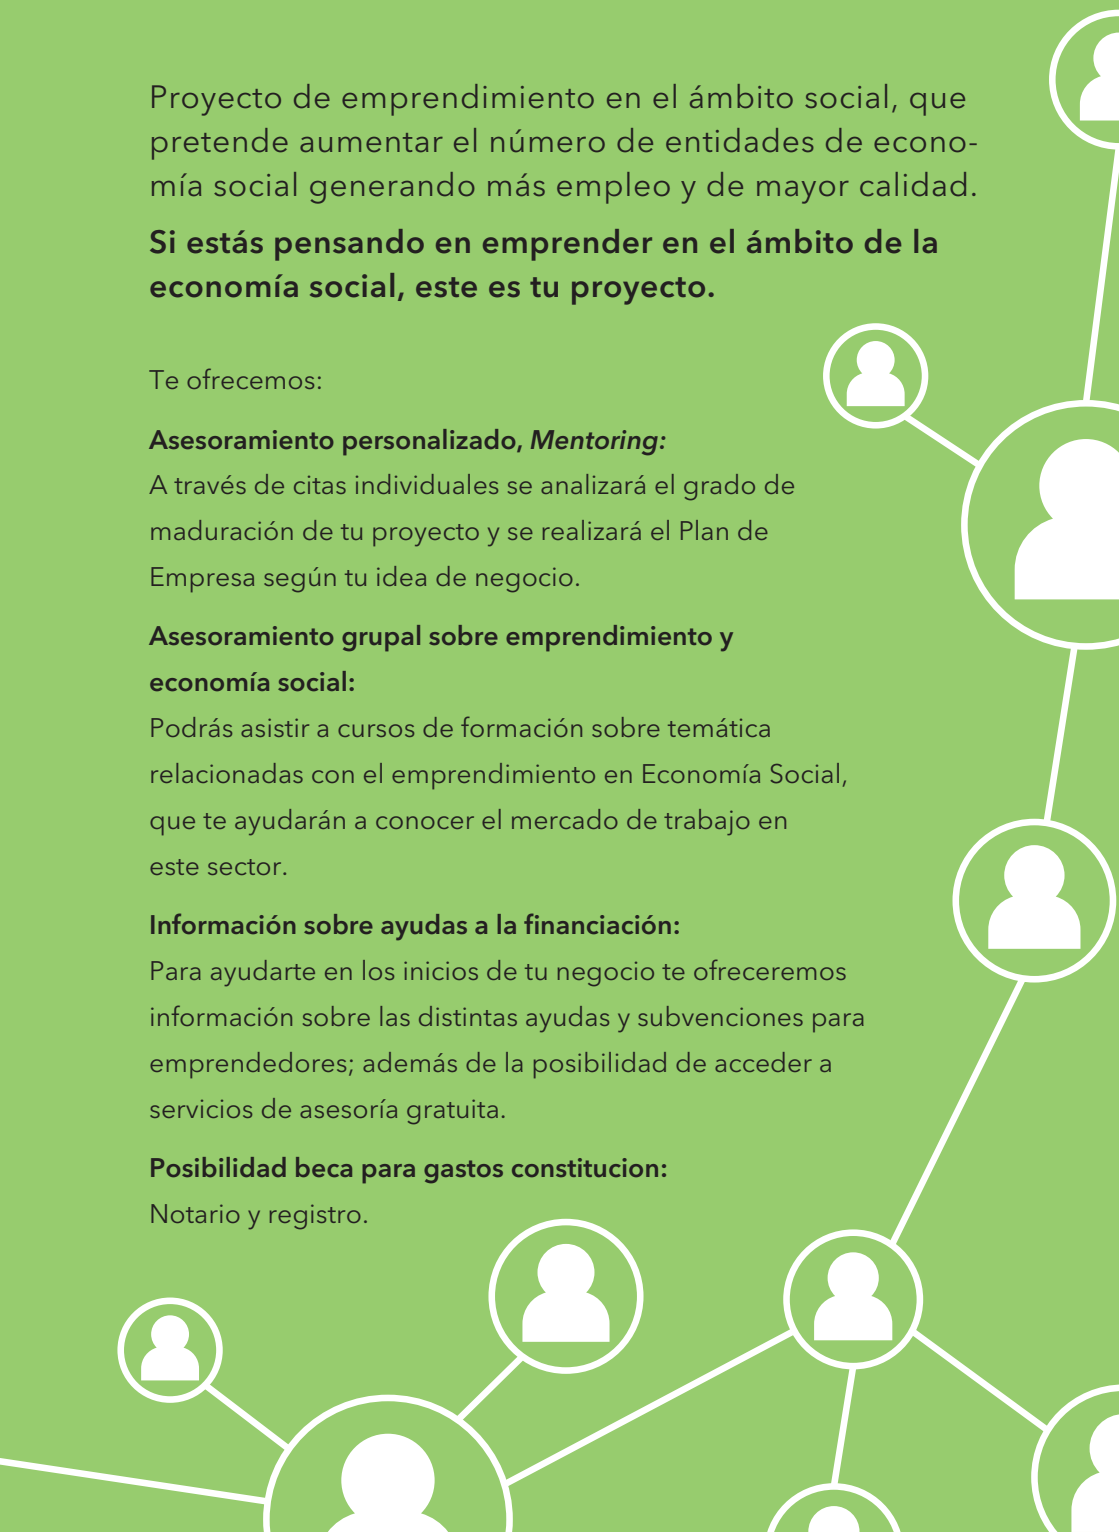 Proyecto de emprendimiento en el ámbito social, que
pretende aumentar el número de entidades de econo-
mía social generando más empleo y de mayor calidad.
Si estás pensando en emprender en el ámbito de la
economía social, este es tu proyecto.
Te ofrecemos:
Asesoramiento personalizado, Mentoring:
A través de citas individuales se analizará el grado de
maduración de tu proyecto y se realizará el Plan de
Empresa según tu idea de negocio.
Asesoramiento grupal sobre emprendimiento y
economía social:
Podrás asistir a cursos de formación sobre temática
relacionadas con el emprendimiento en Economía Social,
que te ayudarán a conocer el mercado de trabajo en
este sector.
Información sobre ayudas a la financiación:
Para ayudarte en los inicios de tu negocio te ofreceremos
información sobre las distintas ayudas y subvenciones para
emprendedores; además de la posibilidad de acceder a
servicios de asesoría gratuita.
Posibilidad beca para gastos constitucion:
Notario y registro.